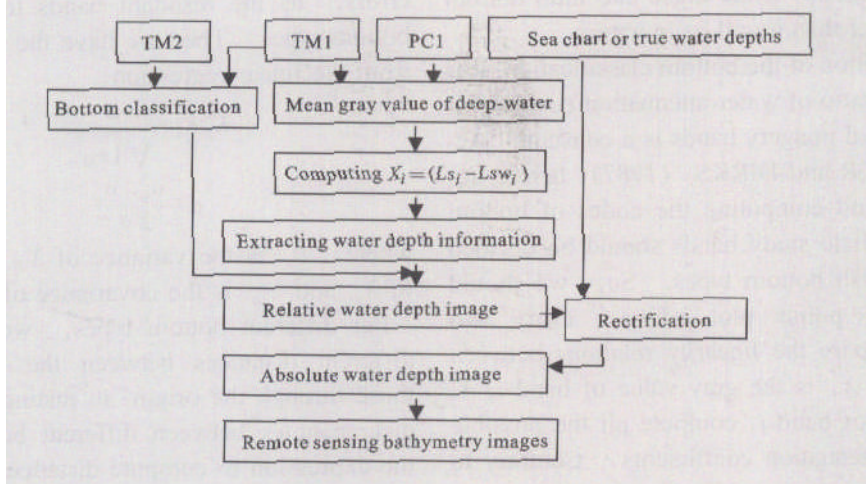 TM2
TM1
PC1
Sea chart or true water depths
Bottom classification
Mean gray value of deep-water
Computing X_i = (Ls_i - Lsw_i)
Extracting water depth information
Relative water depth image
Rectification
Absolute water depth image
Remote sensing bathymetry images